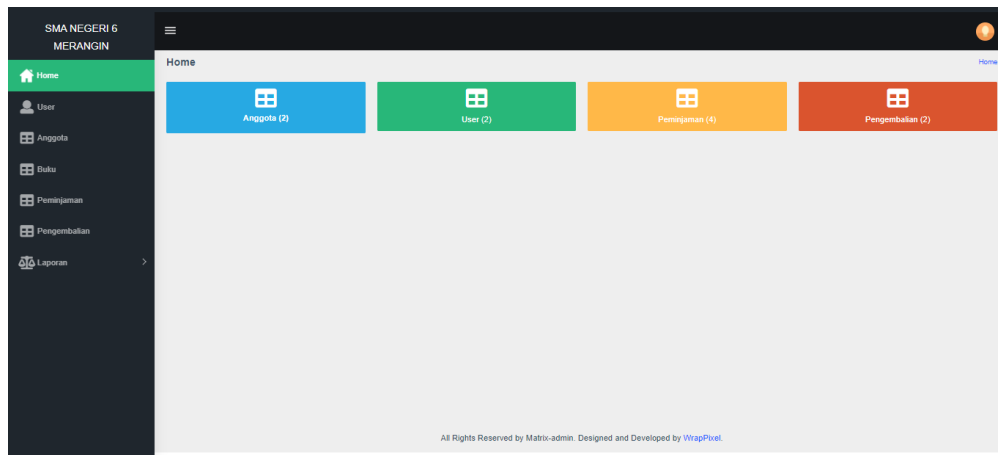 SMA NEGERI 6
MERANGIN
Home
User
Anggota
Buku
Peminjaman
Pengembalian
Laporan
Home
Home
Anggota (2)
User (2)
Peminjaman (4)
Pengembalian (2)
All Rights Reserved by Matrix-admin. Designed and Developed by WrapPixel.